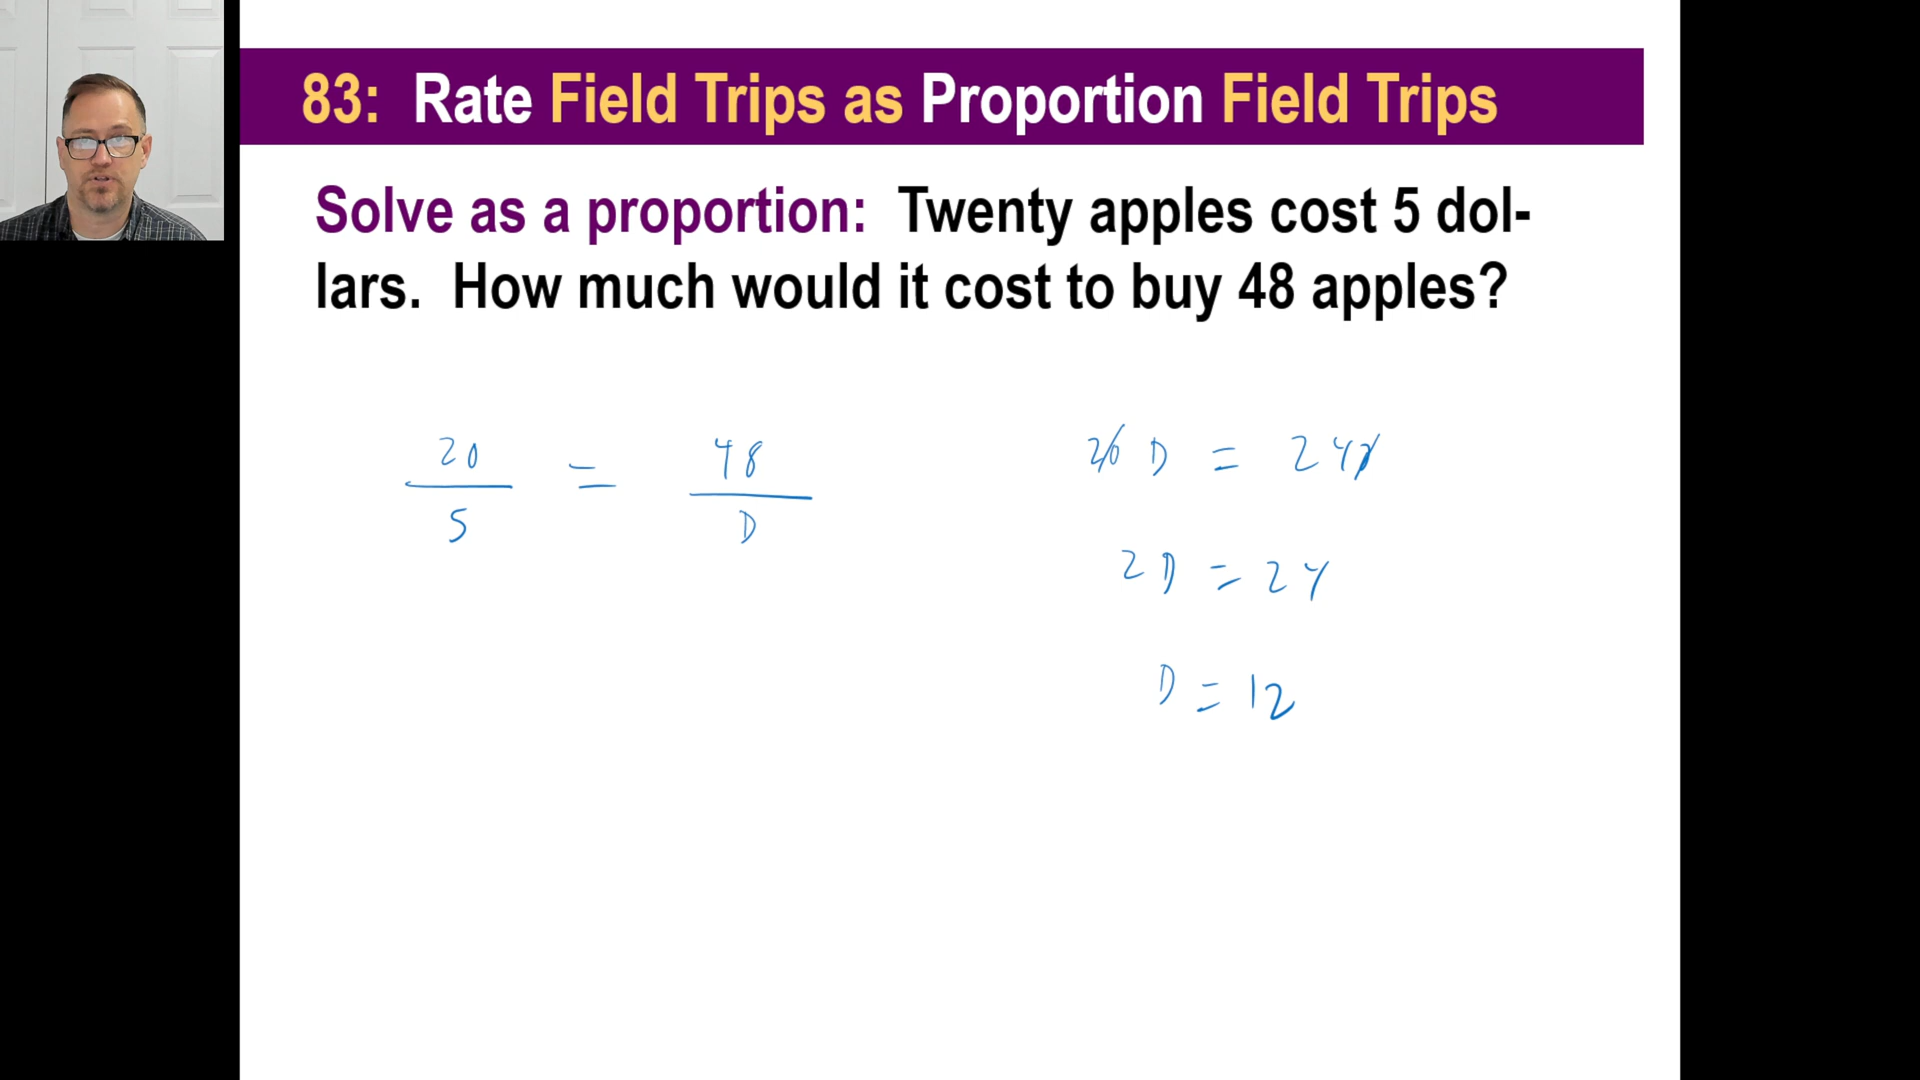 83: Rate Field Trips as Proportion Field Trips
Solve as a proportion: Twenty apples cost 5 dol-
lars. How much would it cost to buy 48 apples?
20/5 = 48/D
20 D = 240
2D = 24
D = 12